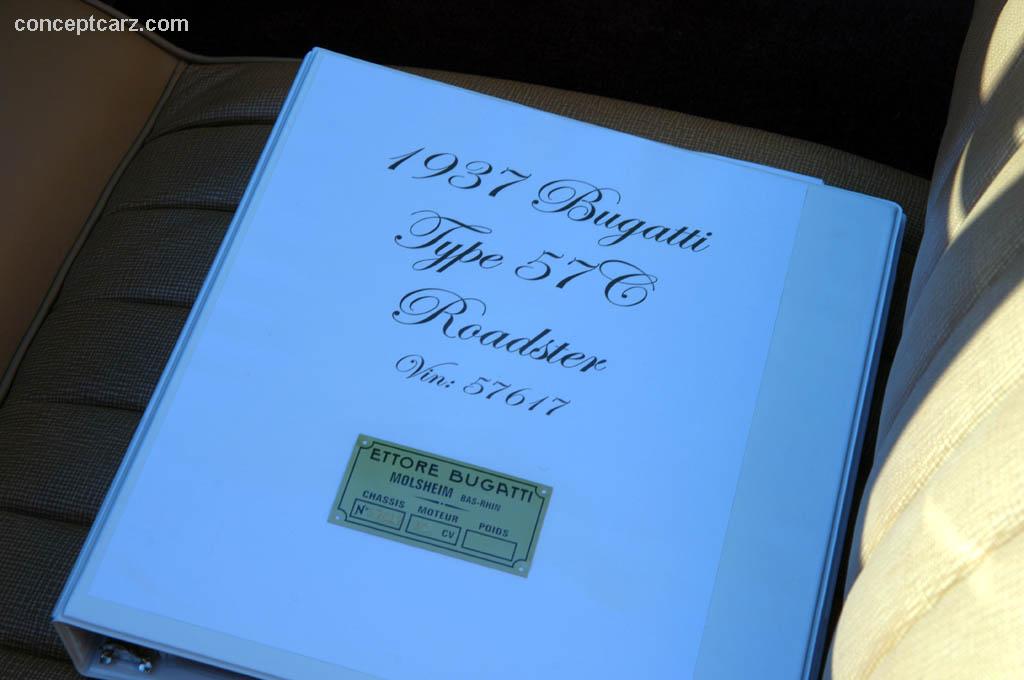 conceptcarz.com
1937 Bugatti
Type 57C
Roadster
Vin: 57617
ETTORE BUGATTI
MOLSHEIM BAS-RHIN
CHASSIS MOTEUR POIDS
N° CV